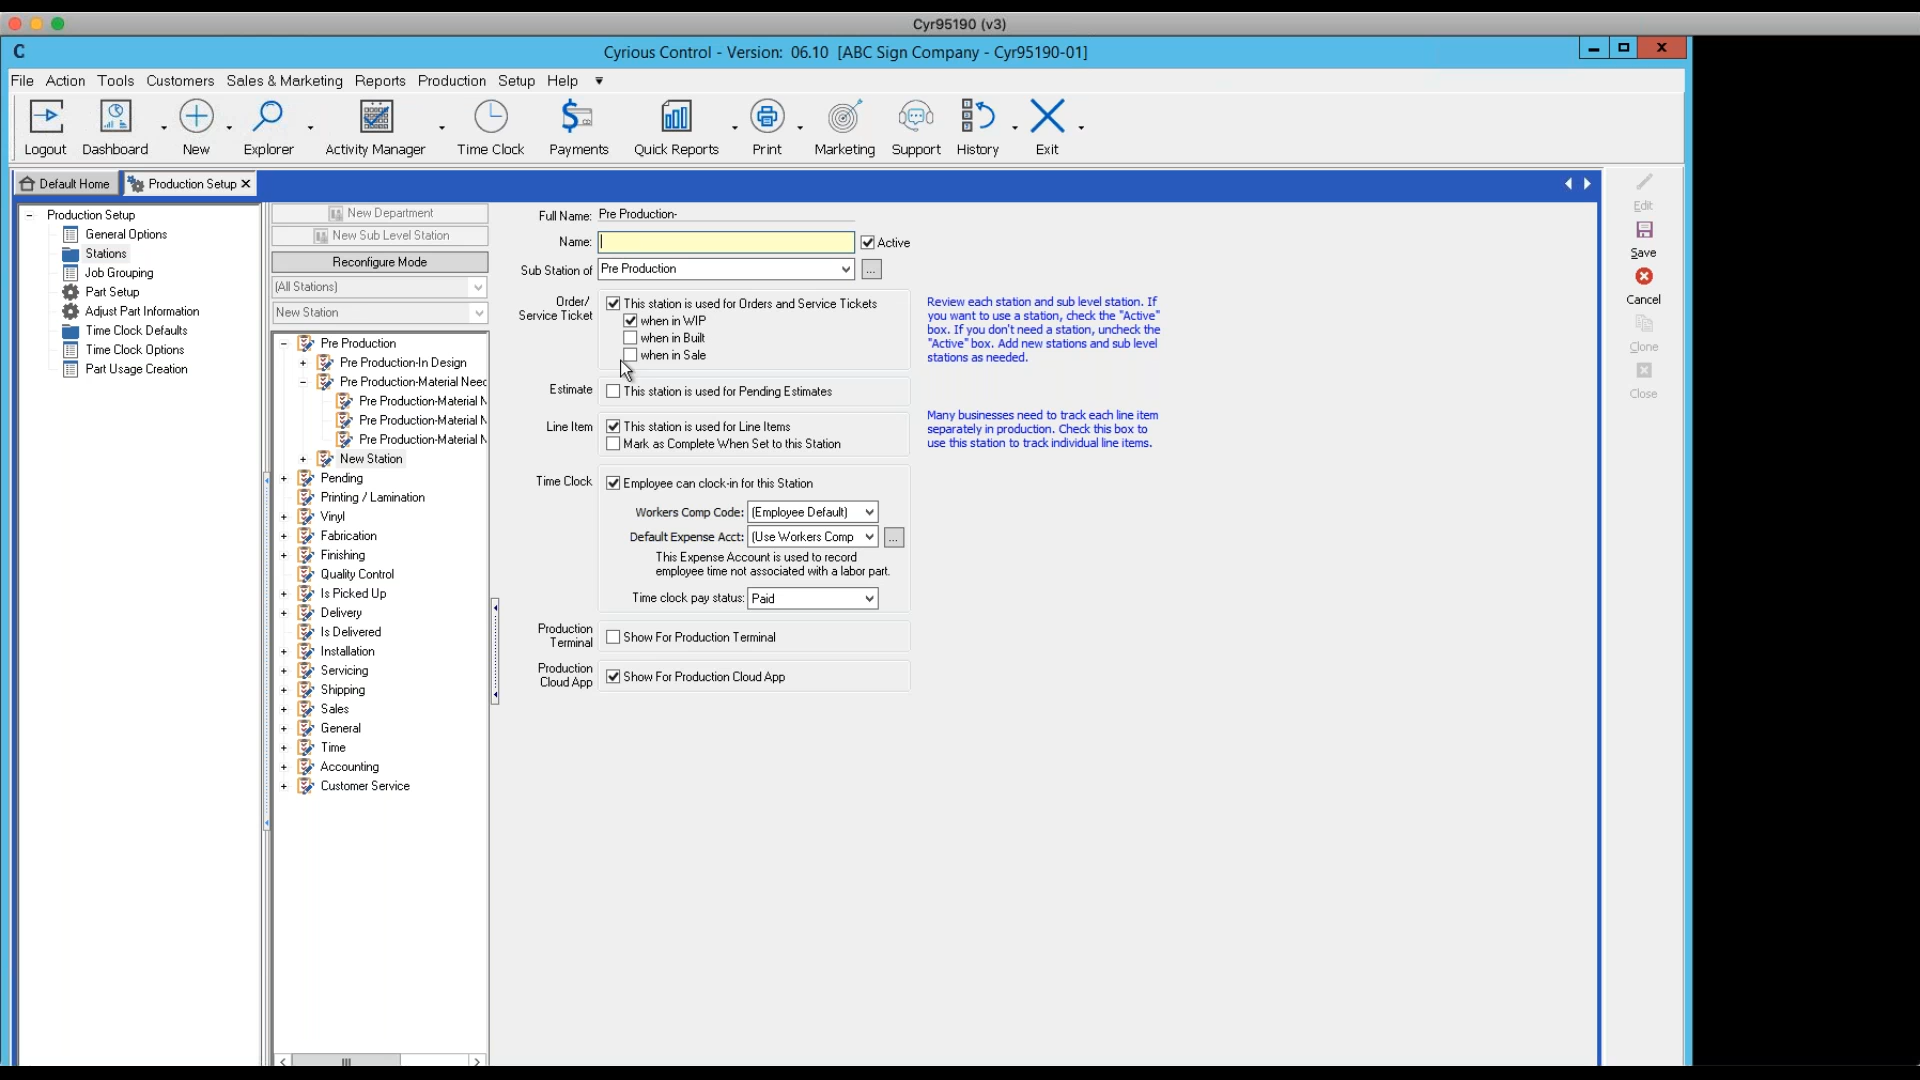 Cyr95190 (v3)
C
Cyrious Control - Version: 06.10 [ABC Sign Company - Cyr95190-01]
File Action Tools Customers Sales & Marketing Reports Production Setup Help
Logout Dashboard New Explorer Activity Manager Time Clock Payments Quick Reports Print Marketing Support History Exit
Default Home Production Setup
Production Setup
General Options
Stations
Job Grouping
Part Setup
Adjust Part Information
Time Clock Defaults
Time Clock Options
Part Usage Creation
New Department
New Sub Level Station
Reconfigure Mode
(All Stations)
New Station
Pre Production
Pre Production-In Design
Pre Production-Material Need
Pre Production-Material N
Pre Production-Material N
Pre Production-Material N
New Station
Pending
Printing / Lamination
Vinyl
Fabrication
Finishing
Quality Control
Is Picked Up
Delivery
Is Delivered
Installation
Servicing
Shipping
Sales
General
Time
Accounting
Customer Service
Full Name: Pre Production-
Name: Active
Sub Station of Pre Production ...
Order/
Service Ticket
This station is used for Orders and Service Tickets
when in WIP
when in Built
when in Sale
Estimate This station is used for Pending Estimates
Line Item This station is used for Line Items
Mark as Complete When Set to this Station
Time Clock Employee can clock-in for this Station
Workers Comp Code: (Employee Default)
Default Expense Acct: (Use Workers Comp ...
This Expense Account is used to record
employee time not associated with a labor part.
Time clock pay status: Paid
Production
Terminal
Show For Production Terminal
Production
Cloud App
Show For Production Cloud App
Review each station and sub level station. If
you want to use a station, check the "Active"
box. If you don't need a station, uncheck the
"Active" box. Add new stations and sub level
stations as needed.
Many businesses need to track each line item
separately in production. Check this box to
use this station to track individual line items.
Edit
Save
Cancel
Clone
Close